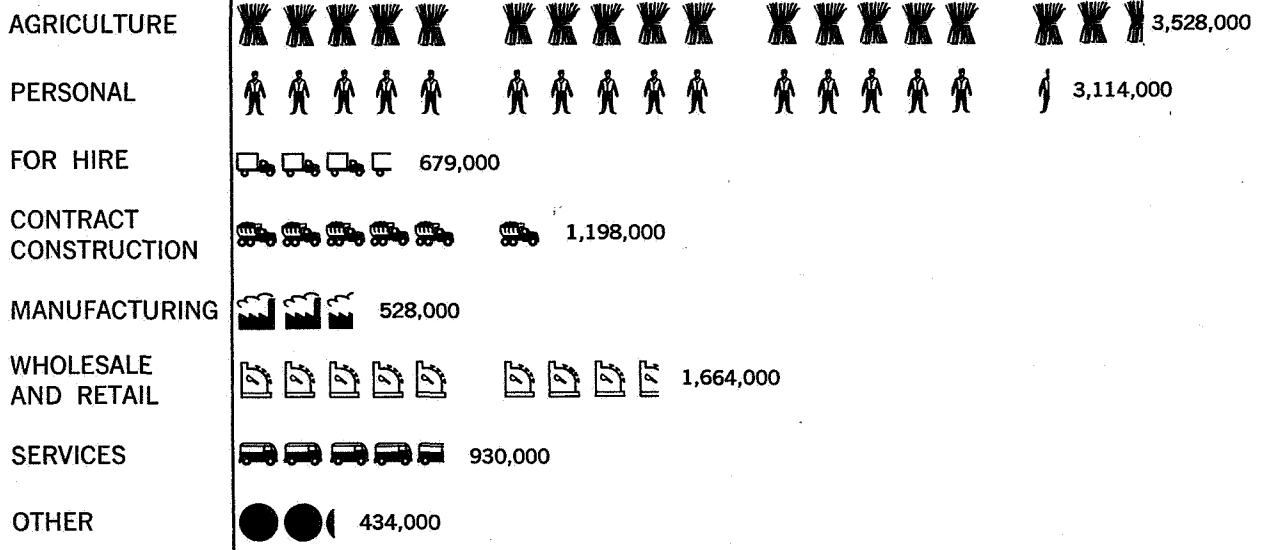 AGRICULTURE 3,528,000
PERSONAL 3,114,000
FOR HIRE 679,000
CONTRACT
CONSTRUCTION 1,198,000
MANUFACTURING 528,000
WHOLESALE
AND RETAIL 1,664,000
SERVICES 930,000
OTHER 434,000